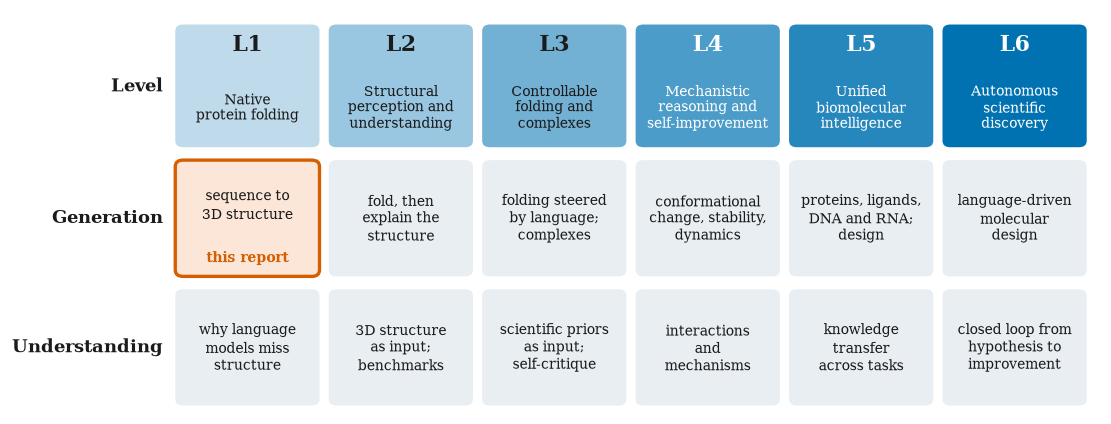 Level
L1
Native
protein folding
L2
Structural
perception and
understanding
L3
Controllable
folding and
complexes
L4
Mechanistic
reasoning and
self-improvement
L5
Unified
biomolecular
intelligence
L6
Autonomous
scientific
discovery
Generation
sequence to
3D structure
this report
fold, then
explain the
structure
folding steered
by language;
complexes
conformational
change, stability,
dynamics
proteins, ligands,
DNA and RNA;
design
language-driven
molecular
design
Understanding
why language
models miss
structure
3D structure
as input;
benchmarks
scientific priors
as input;
self-critique
interactions
and
mechanisms
knowledge
transfer
across tasks
closed loop from
hypothesis to
improvement